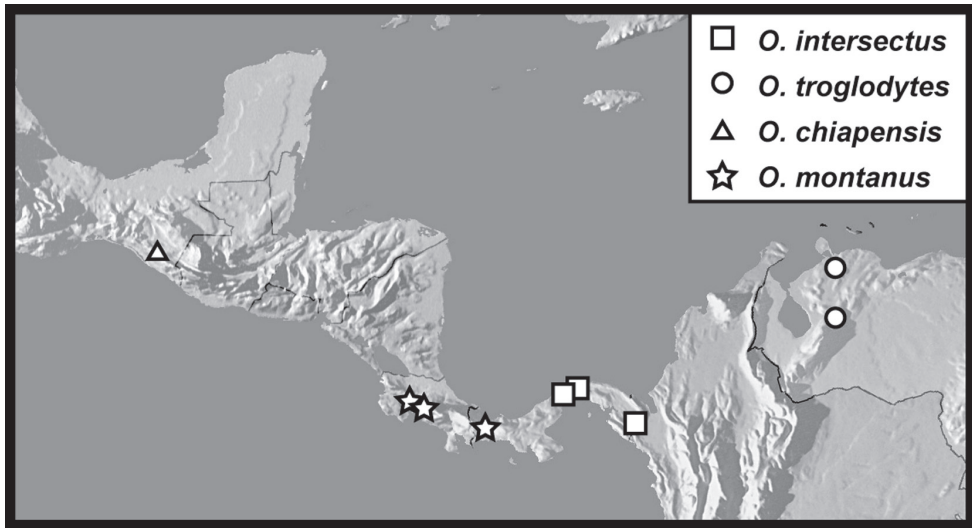 O. intersectus
O. troglodytes
O. chiapensis
O. montanus